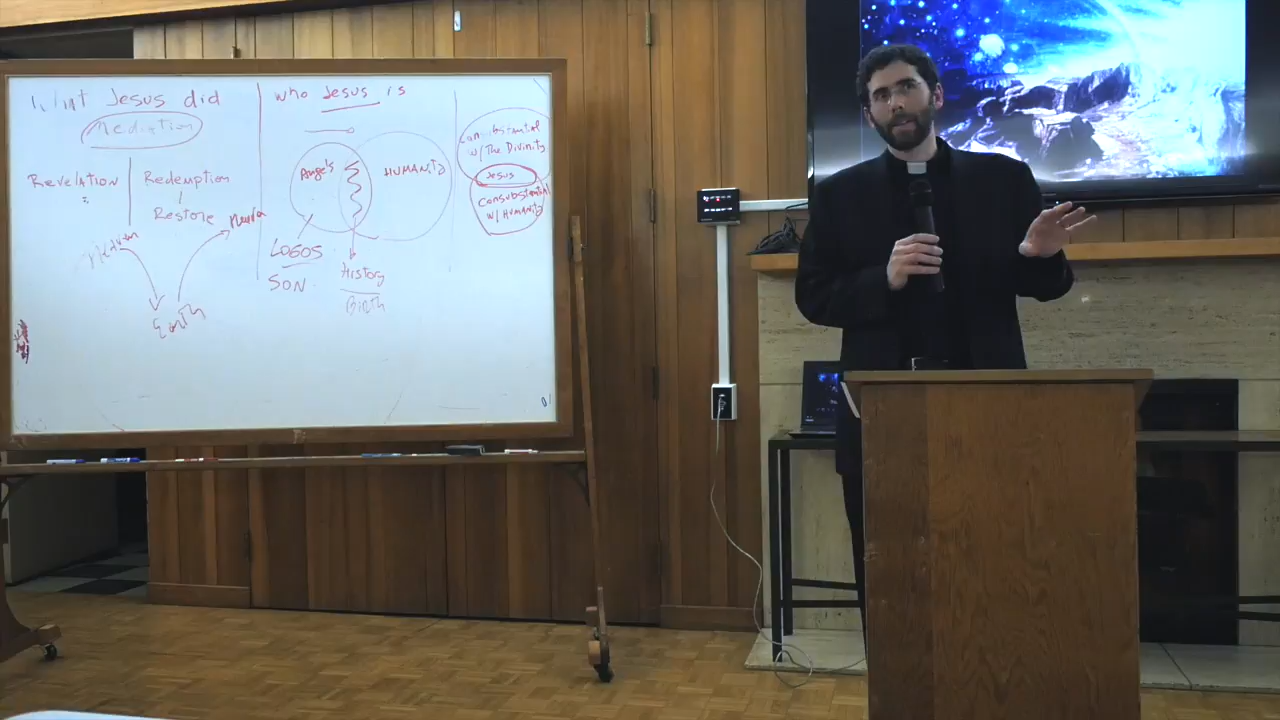 What Jesus did
Mediation
Revelation
Redemption
Restore
Earth
who Jesus is
Angels
HUMANITY
LOGOS
SON
History
Birth
consubstantial
w/ The Divinity
Jesus
consubstantial
w/ HUMANITY